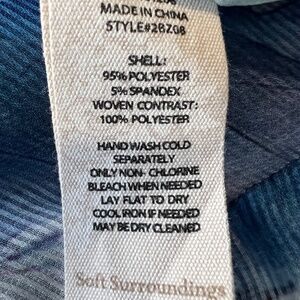 MADE IN CHINA
STYLE#2BZ08
SHELL:
95% POLYESTER
5% SPANDEX
WOVEN CONTRAST:
100% POLYESTER
HAND WASH COLD
SEPARATELY
ONLY NON- CHLORINE
BLEACH WHEN NEEDED
LAY FLAT TO DRY
COOL IRON IF NEEDED
MAY BE DRY CLEANED
Soft Surroundings